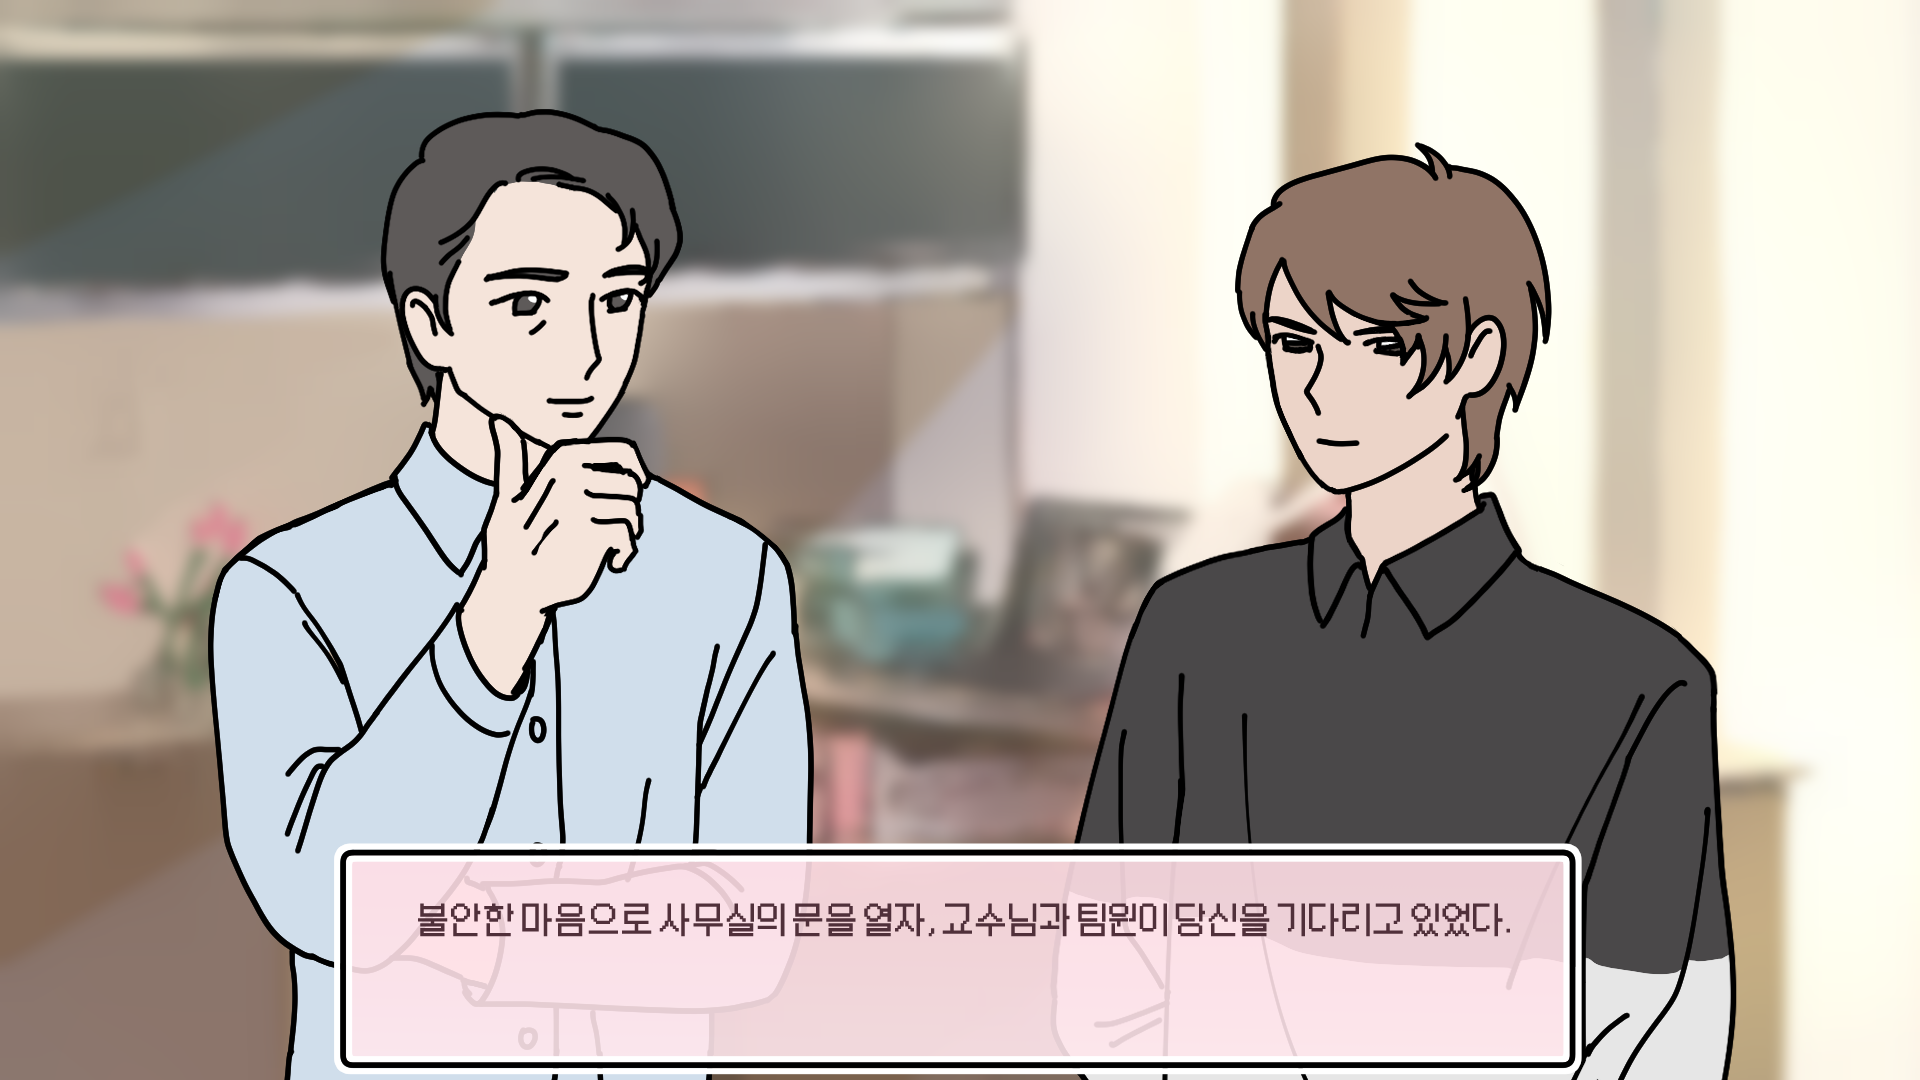 불안한 마음으로 사무실의 문을 열자, 교수님과 팀원이 당신을 기다리고 있었다.